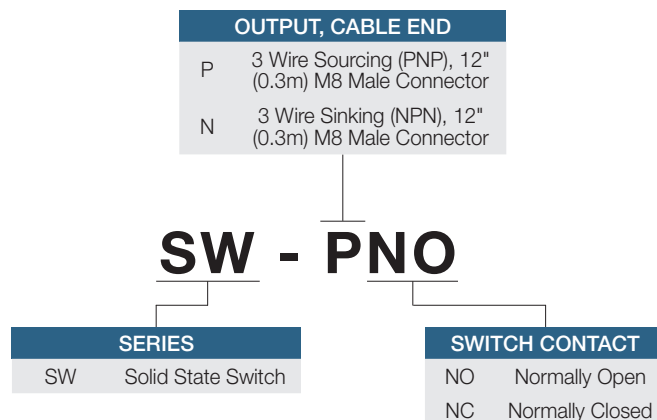 OUTPUT, CABLE END
P 3 Wire Sourcing (PNP), 12"
(0.3m) M8 Male Connector
N 3 Wire Sinking (NPN), 12"
(0.3m) M8 Male Connector
SW - PNO
SERIES
SW Solid State Switch
SWITCH CONTACT
NO Normally Open
NC Normally Closed